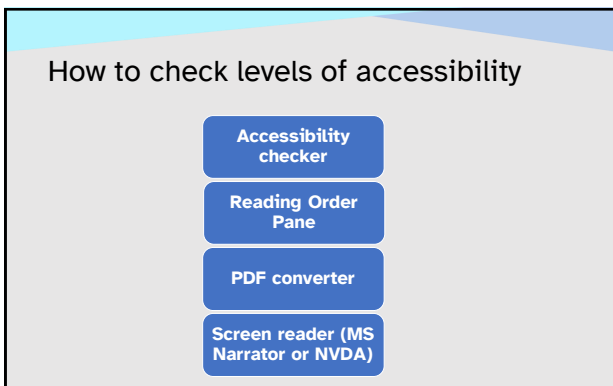 How to check levels of accessibility
Accessibility
checker
Reading Order
Pane
PDF converter
Screen reader (MS
Narrator or NVDA)